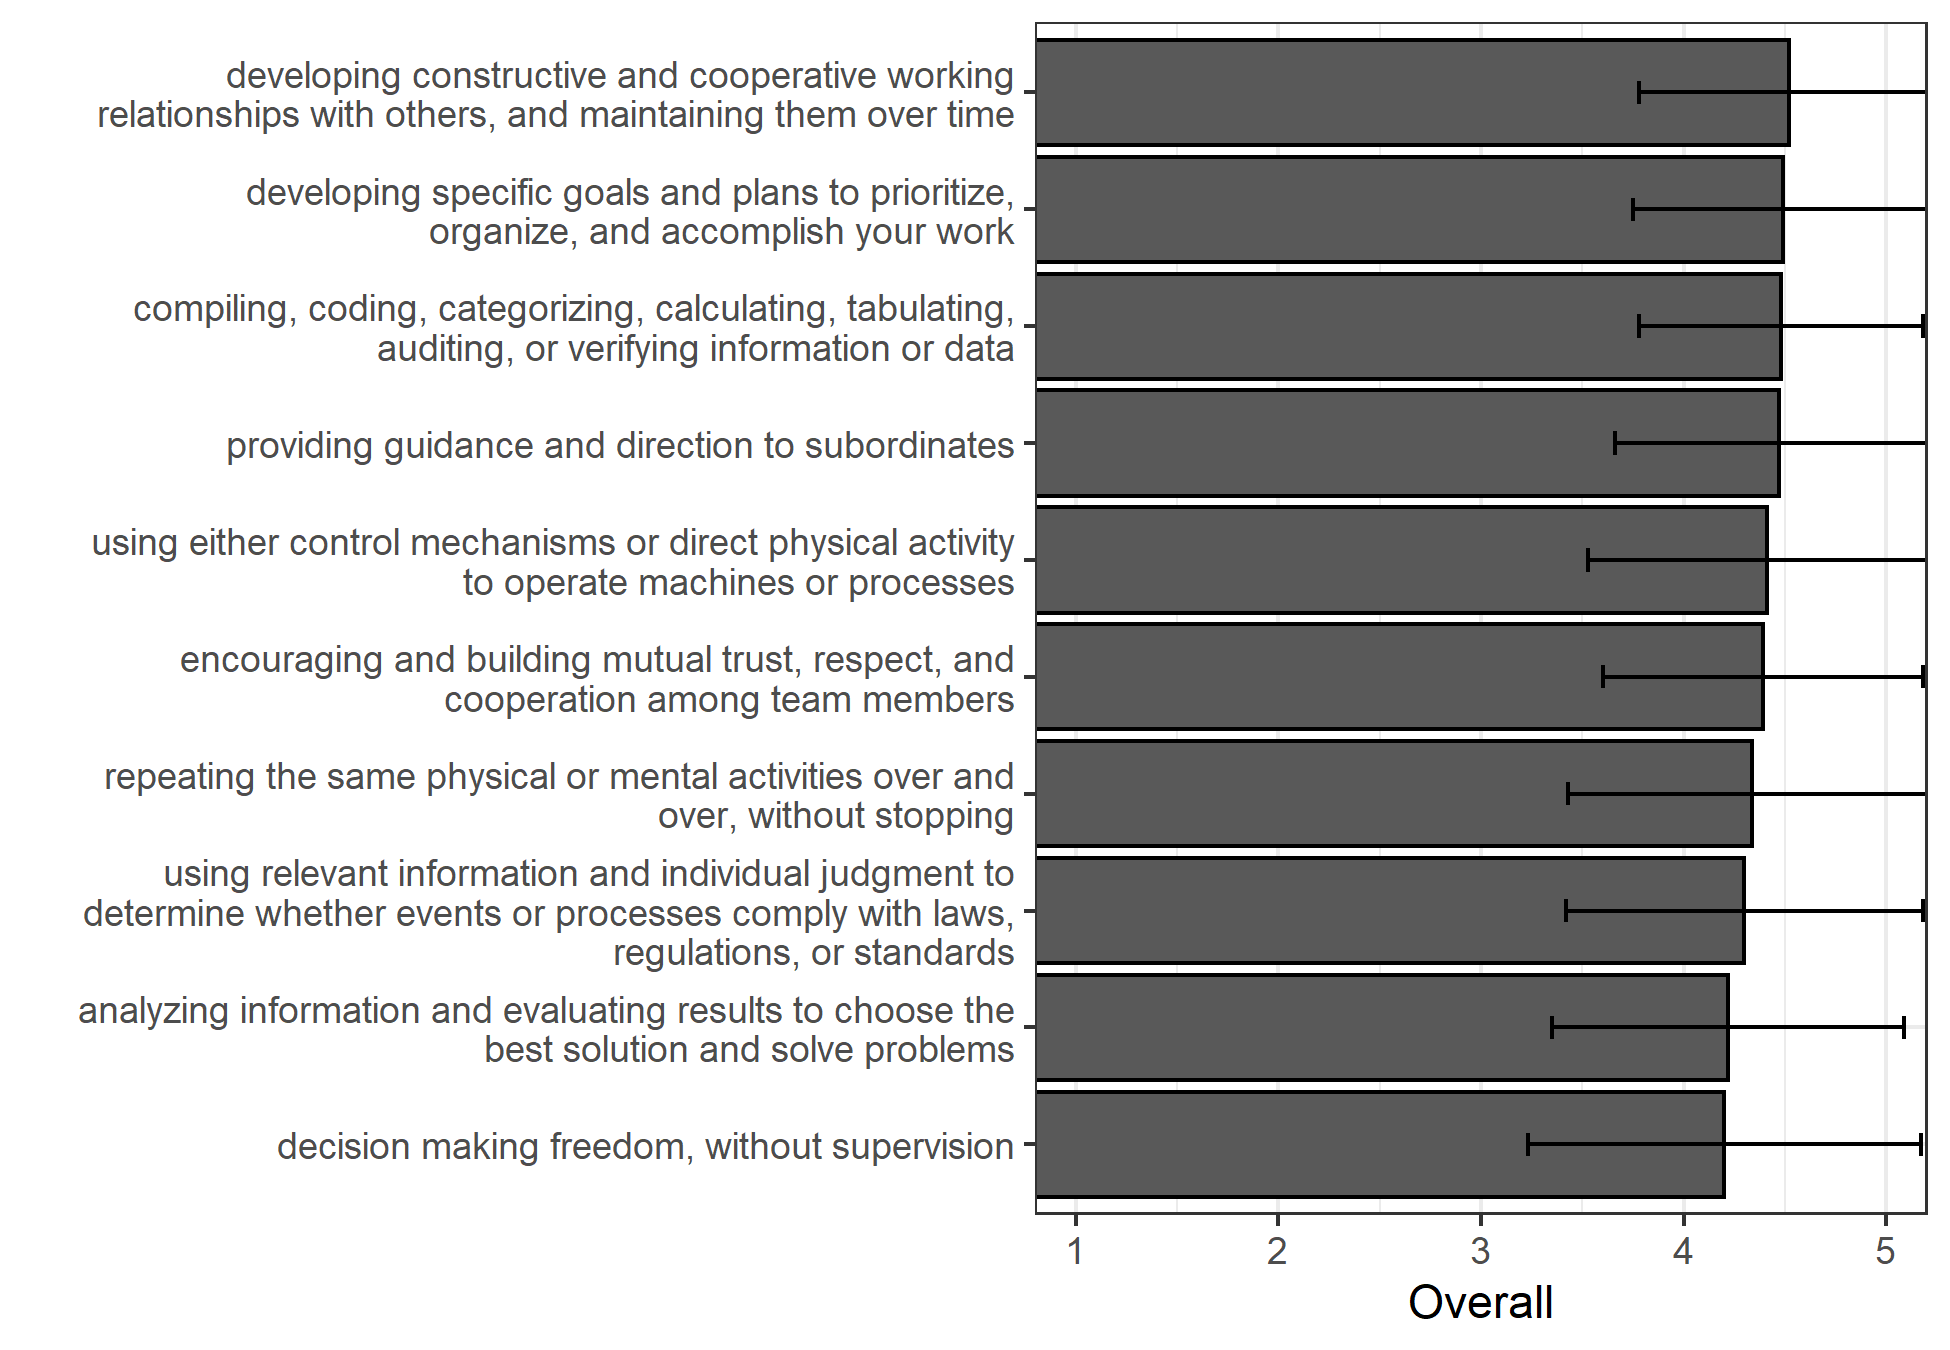 developing constructive and cooperative working
relationships with others, and maintaining them over time
developing specific goals and plans to prioritize,
organize, and accomplish your work
compiling, coding, categorizing, calculating, tabulating,
auditing, or verifying information or data
providing guidance and direction to subordinates
using either control mechanisms or direct physical activity
to operate machines or processes
encouraging and building mutual trust, respect, and
cooperation among team members
repeating the same physical or mental activities over and
over, without stopping
using relevant information and individual judgment to
determine whether events or processes comply with laws,
regulations, or standards
analyzing information and evaluating results to choose the
best solution and solve problems
decision making freedom, without supervision
1 2 3 4 5
Overall